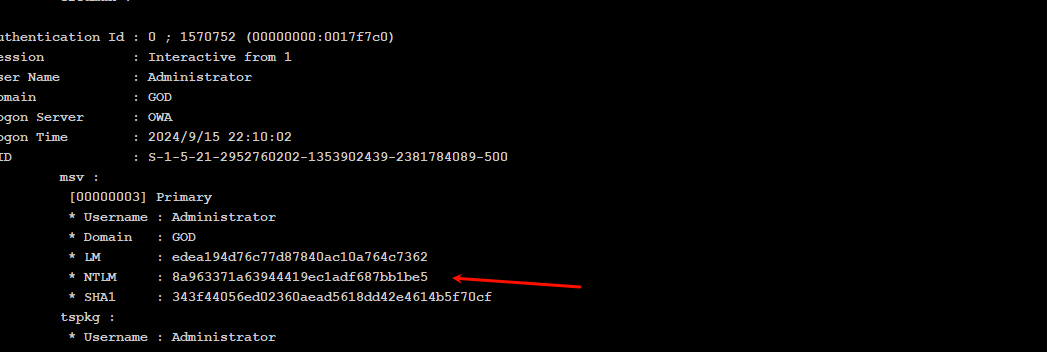 uthentication Id : 0 ; 1570752 (00000000:0017f7c0)
ession : Interactive from 1
ser Name : Administrator
omain : GOD
ogon Server : OWA
ogon Time : 2024/9/15 22:10:02
ID : S-1-5-21-2952760202-1353902439-2381784089-500
msv :
[00000003] Primary
* Username : Administrator
* Domain : GOD
* LM : edea194d76c77d87840ac10a764c7362
* NTLM : 8a963371a63944419ec1adf687bb1be5
* SHA1 : 343f44056ed02360aead5618dd42e4614b5f70cf
tspkg :
* Username : Administrator